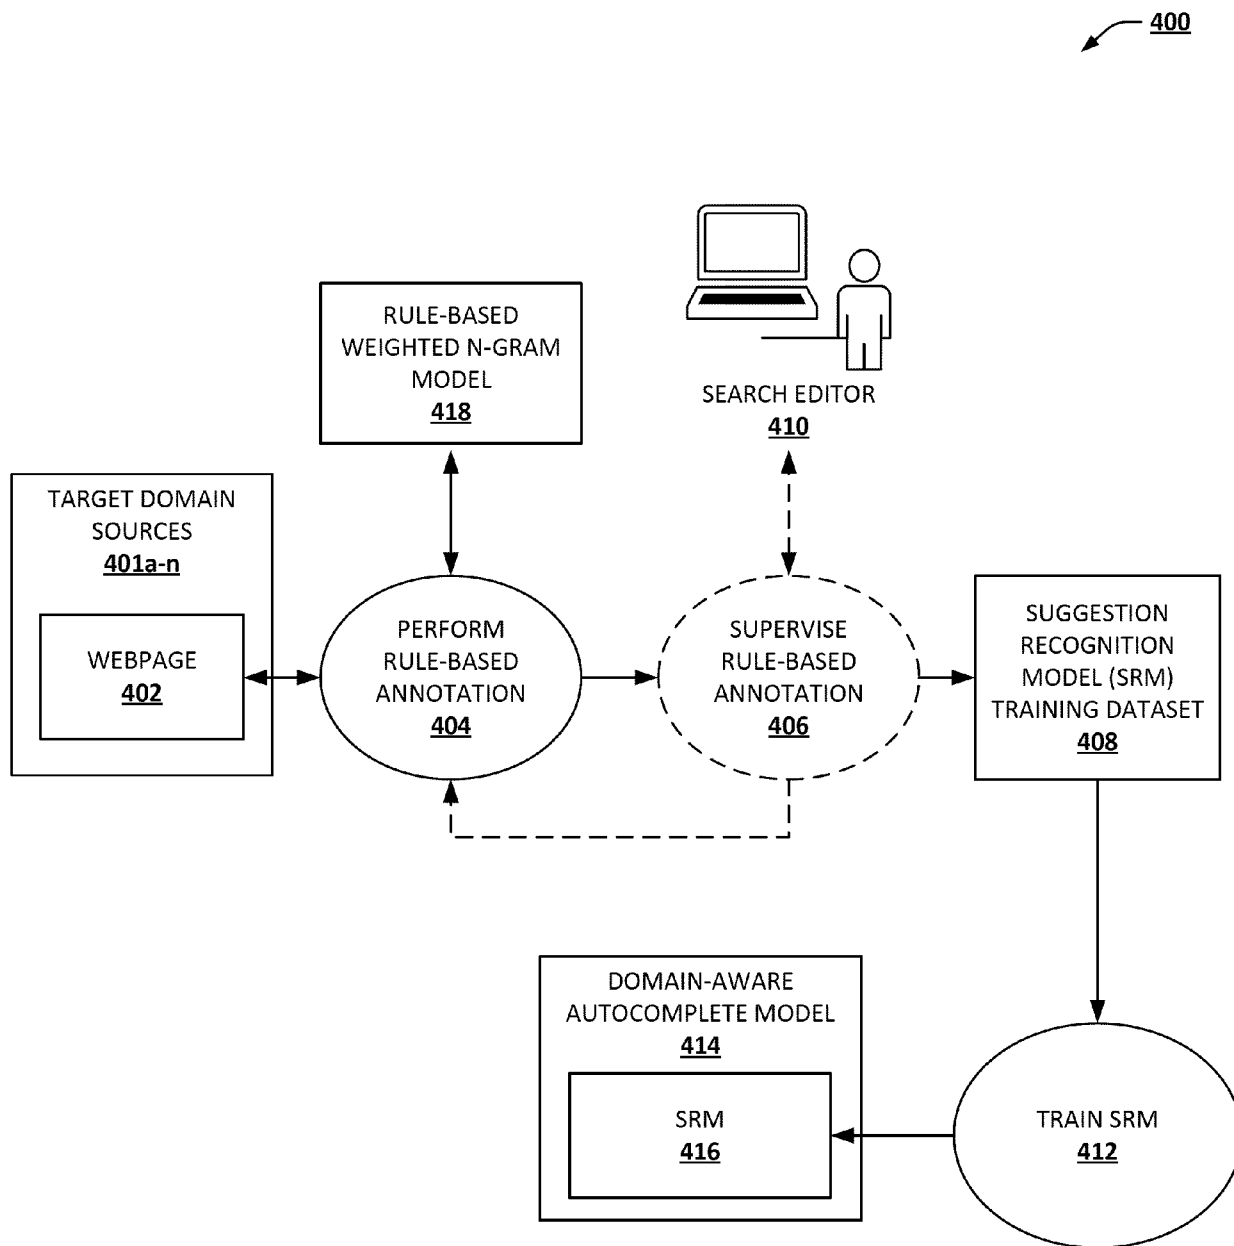 400
RULE-BASED
WEIGHTED N-GRAM
MODEL
418
SEARCH EDITOR
410
TARGET DOMAIN
SOURCES
401a-n
WEBPAGE
402
PERFORM
RULE-BASED
ANNOTATION
404
SUPERVISE
RULE-BASED
ANNOTATION
406
SUGGESTION
RECOGNITION
MODEL (SRM)
TRAINING DATASET
408
DOMAIN-AWARE
AUTOCOMPLETE MODEL
414
SRM
416
TRAIN SRM
412